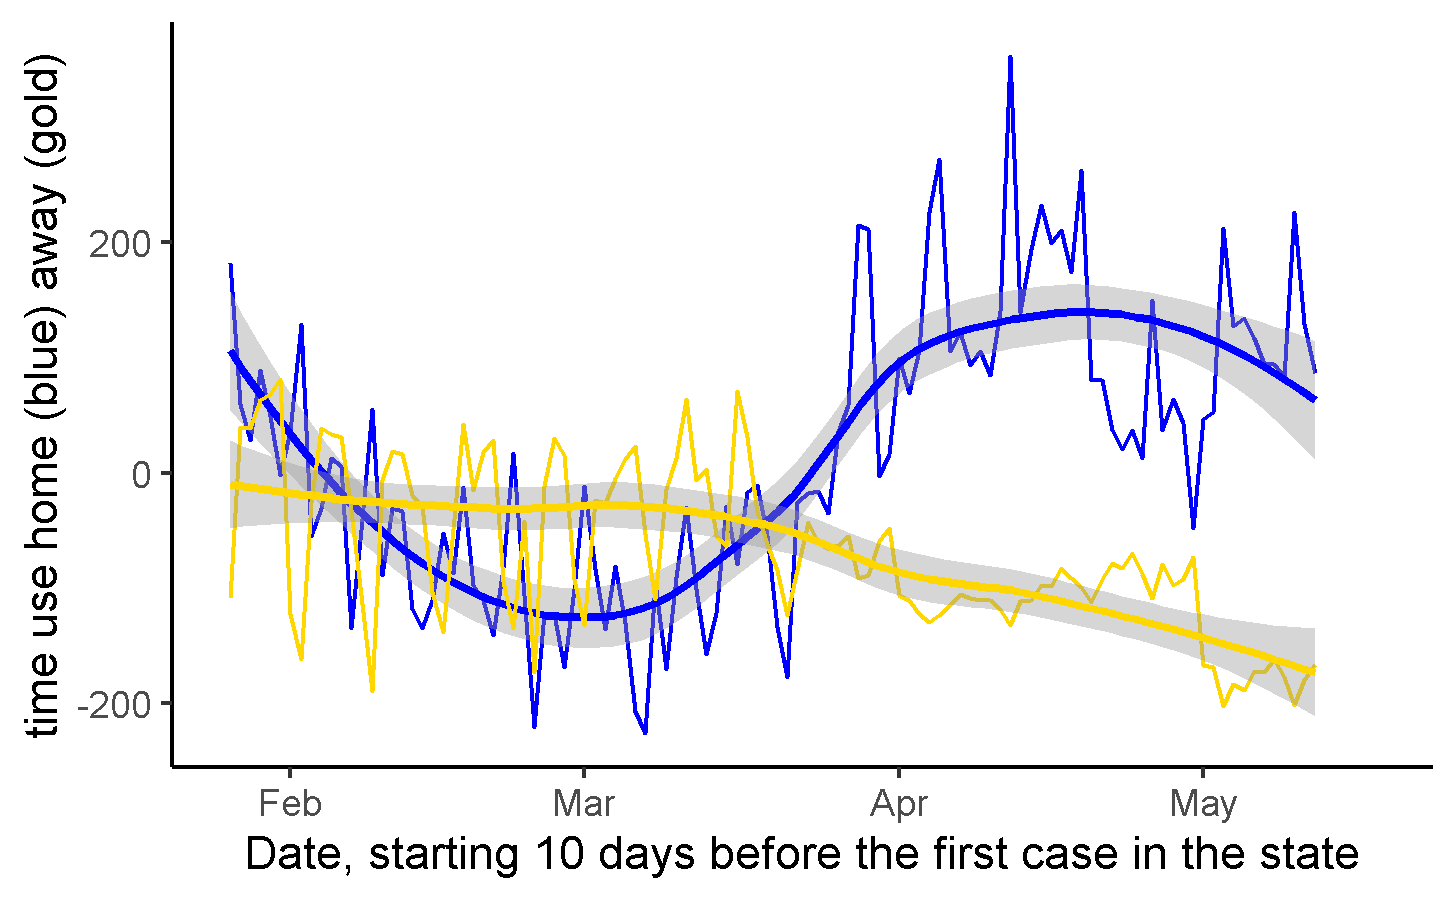 time use home (blue) away (gold)
200
0
-200
Feb Mar Apr May
Date, starting 10 days before the first case in the state